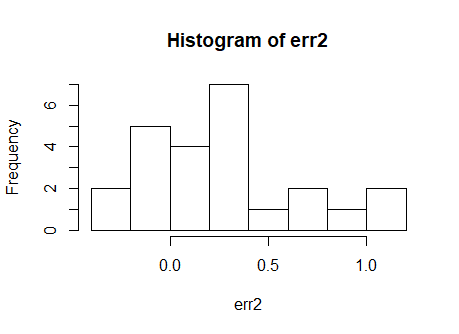 Histogram of err2
Frequency
6
4
2
0
0.0 0.5 1.0
err2